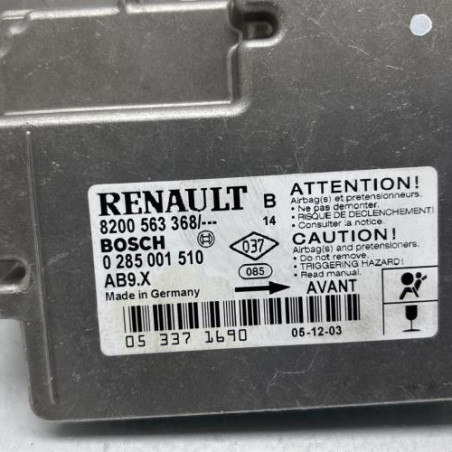 RENAULT B
8200 563 368/--- 14
BOSCH
0 285 001 510
AB9.X
Made in Germany
037
085
AVANT
05 337 1690
05-12-03
ATTENTION!
Airbag(s) et pretensionneurs.
• Ne pas demonter.
• RISQUE DE DECLENCHEMENT!
• Consulter la notice.
CAUTION!
Airbag(s) and pretensioners.
• Do not remove.
• TRIGGERING HAZARD!
• Read manual.